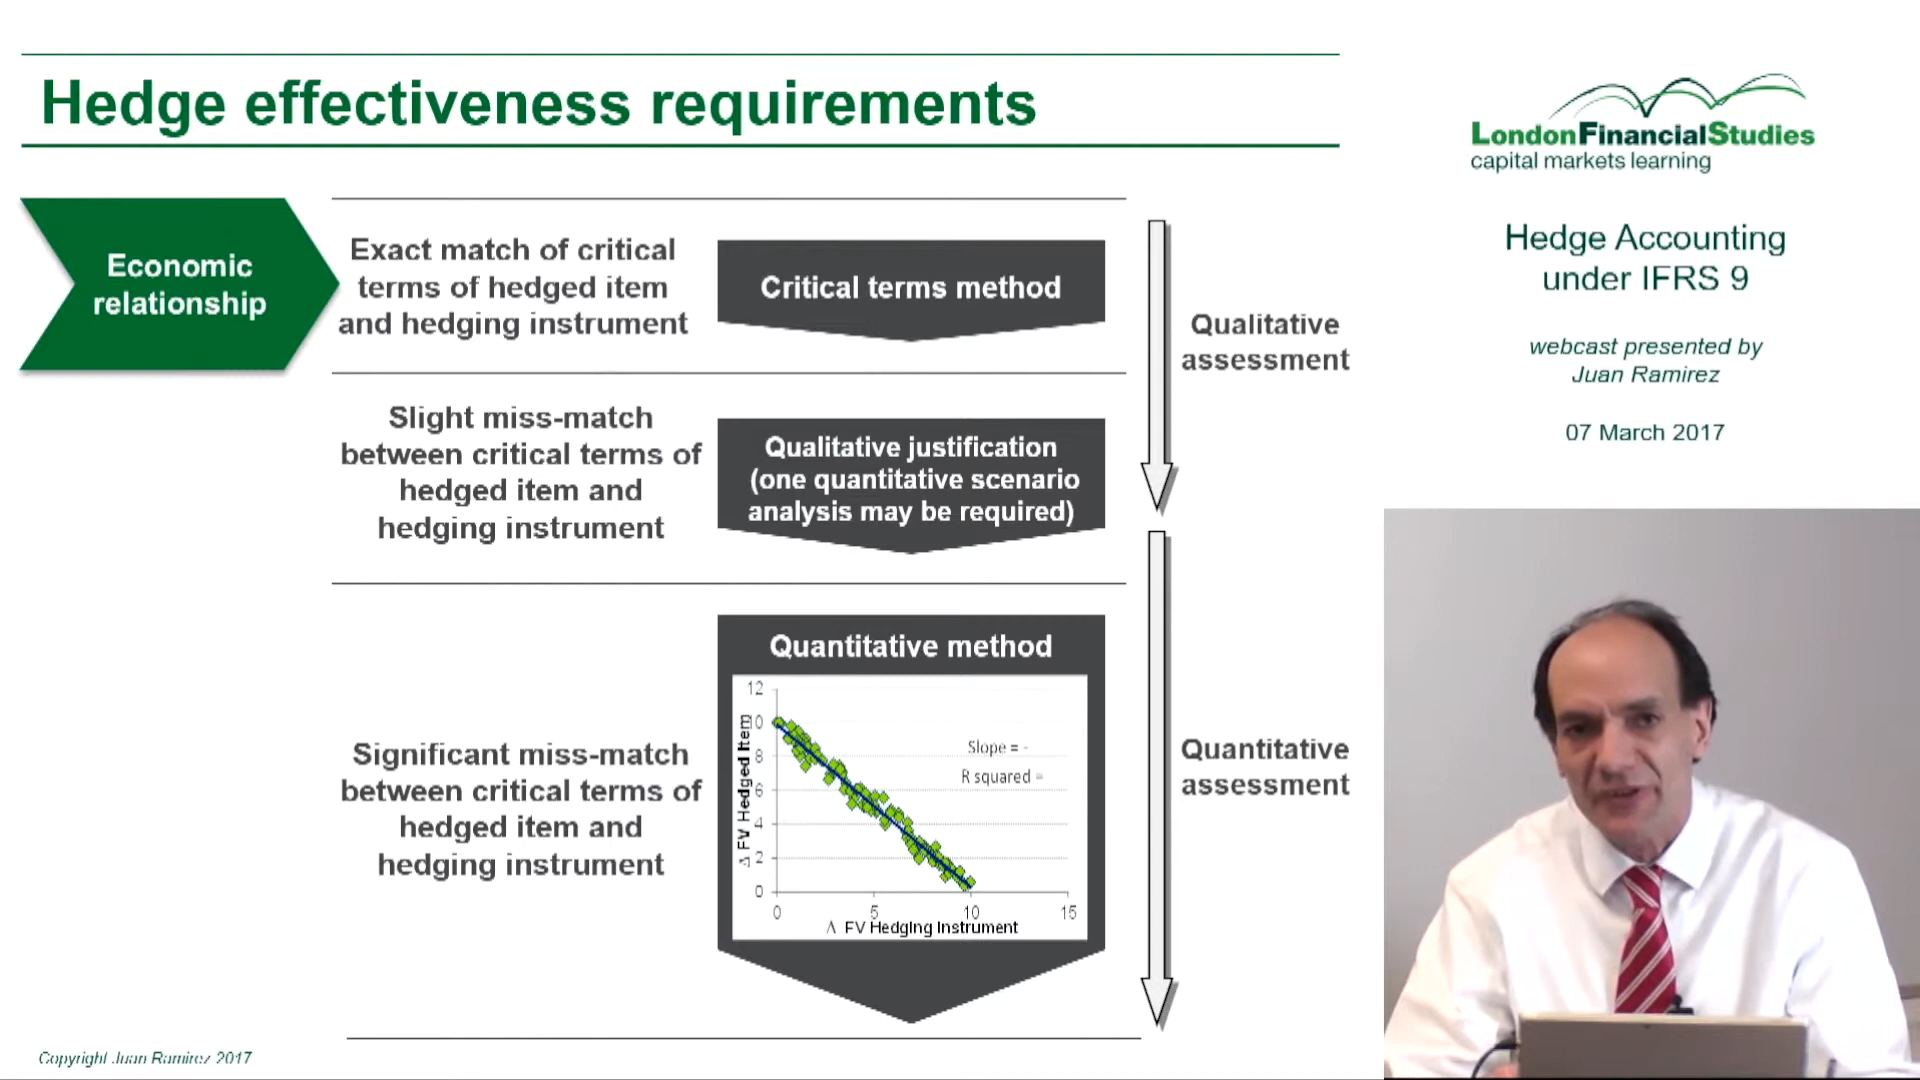 Hedge effectiveness requirements
LondonFinancialStudies
capital markets learning
Hedge Accounting
under IFRS 9
webcast presented by
Juan Ramirez
07 March 2017
Economic
relationship
Exact match of critical
terms of hedged item
and hedging instrument
Critical terms method
Qualitative
assessment
Slight miss-match
between critical terms of
hedged item and
hedging instrument
Qualitative justification
(one quantitative scenario
analysis may be required)
Significant miss-match
between critical terms of
hedged item and
hedging instrument
Quantitative method
Δ FV Hedged Item
12
10
8
6
4
2
0
Slope = -
R squared =
0
5
10
15
Δ FV Hedging Instrument
Quantitative
assessment
Copyright Juan Ramirez 2017